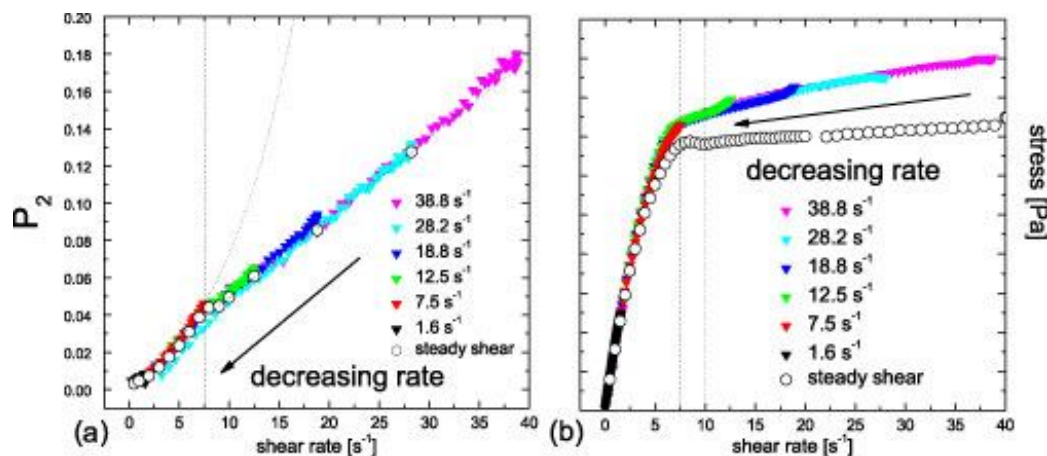 0.20
0.18
0.16
0.14
0.12
0.10
0.08
0.06
0.04
0.02
0.00
P₂
38.8 s⁻¹
28.2 s⁻¹
18.8 s⁻¹
12.5 s⁻¹
7.5 s⁻¹
1.6 s⁻¹
steady shear
decreasing rate
0 5 10 15 20 25 30 35 40
(a) shear rate [s⁻¹]
stress [Pa]
decreasing rate
38.8 s⁻¹
28.2 s⁻¹
18.8 s⁻¹
12.5 s⁻¹
7.5 s⁻¹
1.6 s⁻¹
steady shear
0 5 10 15 20 25 30 35 40
(b) shear rate [s⁻¹]